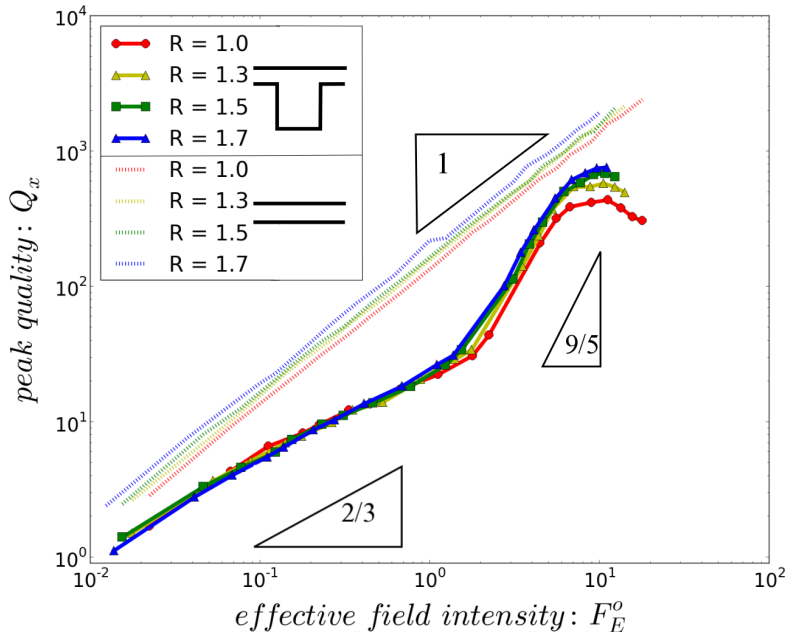 10^4
10^3
10^2
10^1
10^0
peak quality: Q_x
R = 1.0
R = 1.3
R = 1.5
R = 1.7
R = 1.0
R = 1.3
R = 1.5
R = 1.7
1
9/5
2/3
10^-2
10^-1
10^0
10^1
10^2
effective field intensity: F_E^o